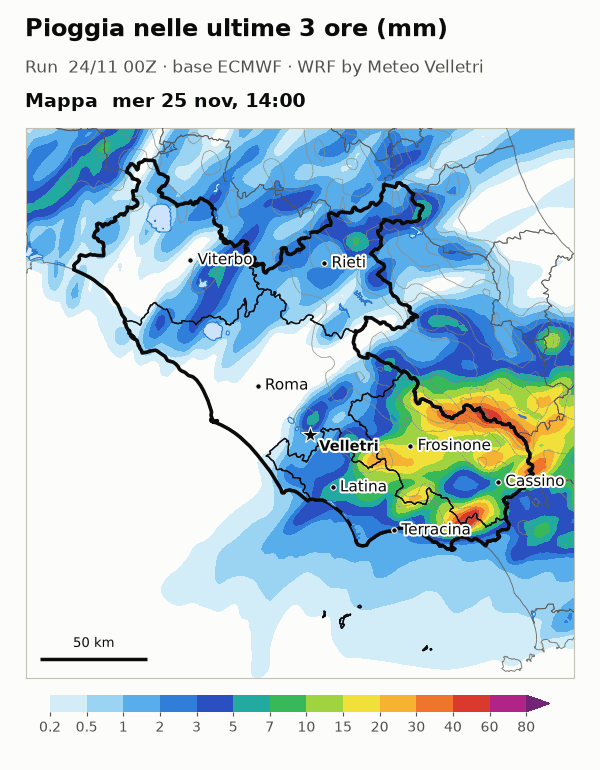 Pioggia nelle ultime 3 ore (mm)
Run  24/11 00Z · base ECMWF · WRF by Meteo Velletri
Mappa  mer 25 nov, 14:00
Viterbo
Rieti
Roma
Velletri
Frosinone
Cassino
Latina
Terracina
50 km
0.2 0.5 1 2 3 5 7 10 15 20 30 40 60 80